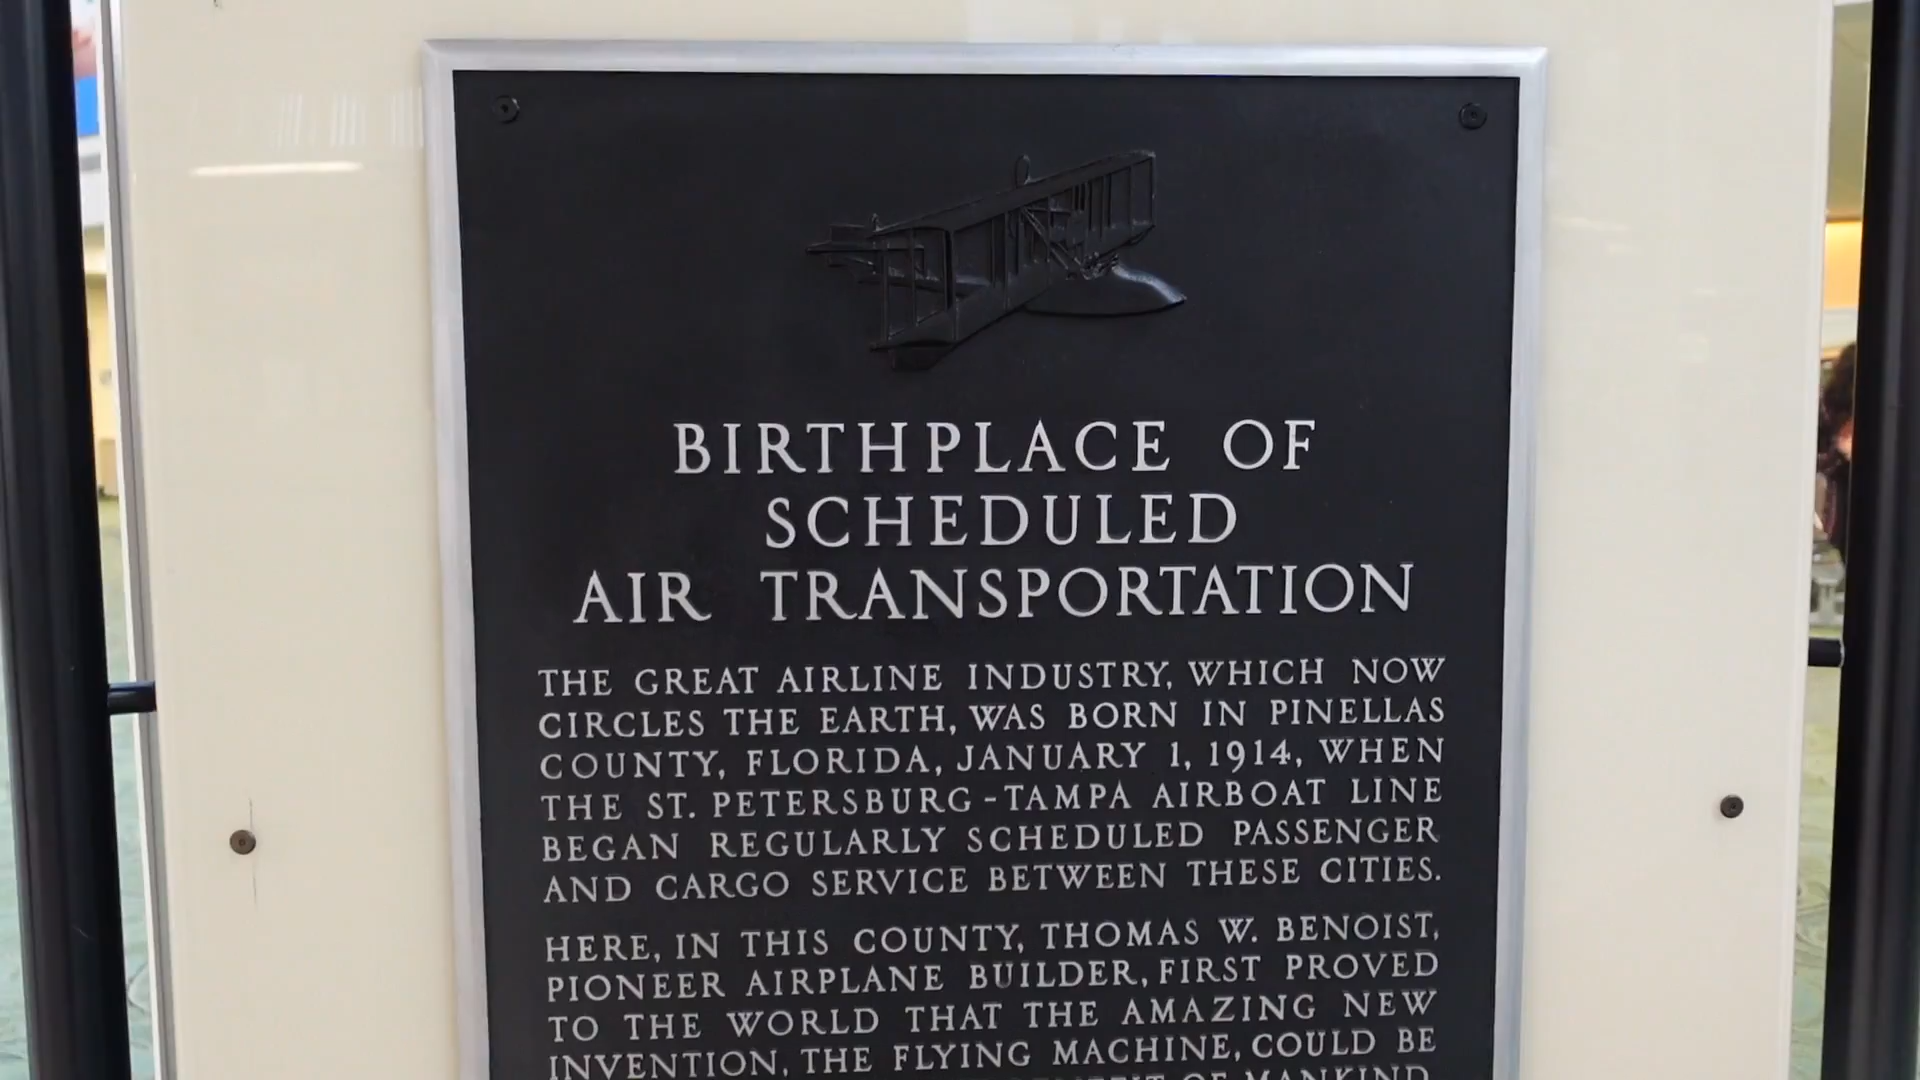 BIRTHPLACE OF
SCHEDULED
AIR TRANSPORTATION
THE GREAT AIRLINE INDUSTRY, WHICH NOW
CIRCLES THE EARTH, WAS BORN IN PINELLAS
COUNTY, FLORIDA, JANUARY 1, 1914, WHEN
THE ST. PETERSBURG-TAMPA AIRBOAT LINE
BEGAN REGULARLY SCHEDULED PASSENGER
AND CARGO SERVICE BETWEEN THESE CITIES.
HERE, IN THIS COUNTY, THOMAS W. BENOIST,
PIONEER AIRPLANE BUILDER, FIRST PROVED
TO THE WORLD THAT THE AMAZING NEW
INVENTION, THE FLYING MACHINE, COULD BE
OF MANKIND